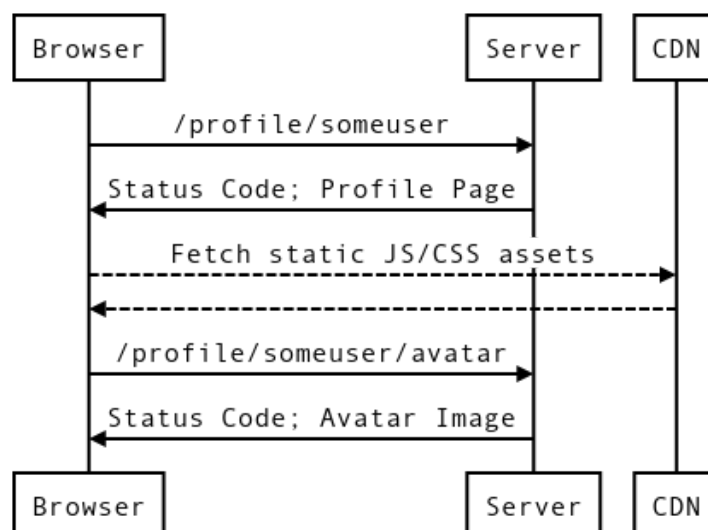 Browser Server CDN
/profile/someuser
Status Code; Profile Page
Fetch static JS/CSS assets
/profile/someuser/avatar
Status Code; Avatar Image
Browser Server CDN